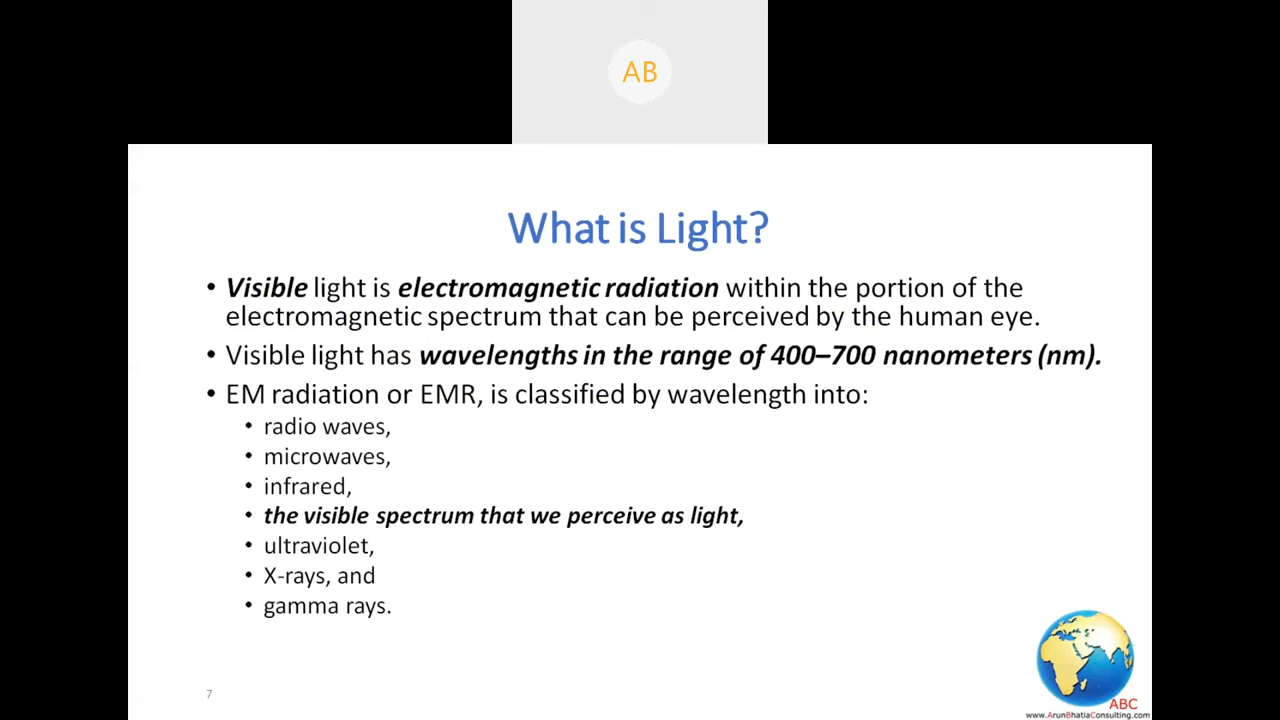 AB
What is Light?
• Visible light is electromagnetic radiation within the portion of the
electromagnetic spectrum that can be perceived by the human eye.
• Visible light has wavelengths in the range of 400–700 nanometers (nm).
• EM radiation or EMR, is classified by wavelength into:
• radio waves,
• microwaves,
• infrared,
• the visible spectrum that we perceive as light,
• ultraviolet,
• X-rays, and
• gamma rays.
7
ABC
www.ArunBhatiaConsulting.com